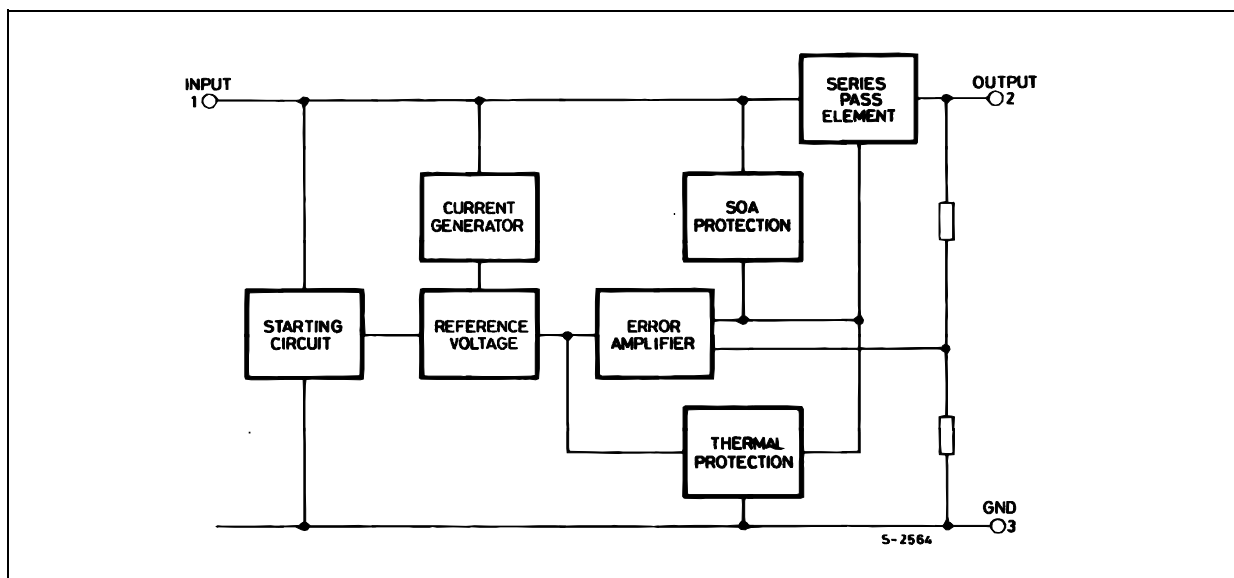 INPUT
1
SERIES
PASS
ELEMENT
OUTPUT
2
CURRENT
GENERATOR
SOA
PROTECTION
STARTING
CIRCUIT
REFERENCE
VOLTAGE
ERROR
AMPLIFIER
THERMAL
PROTECTION
GND
3
S-2564